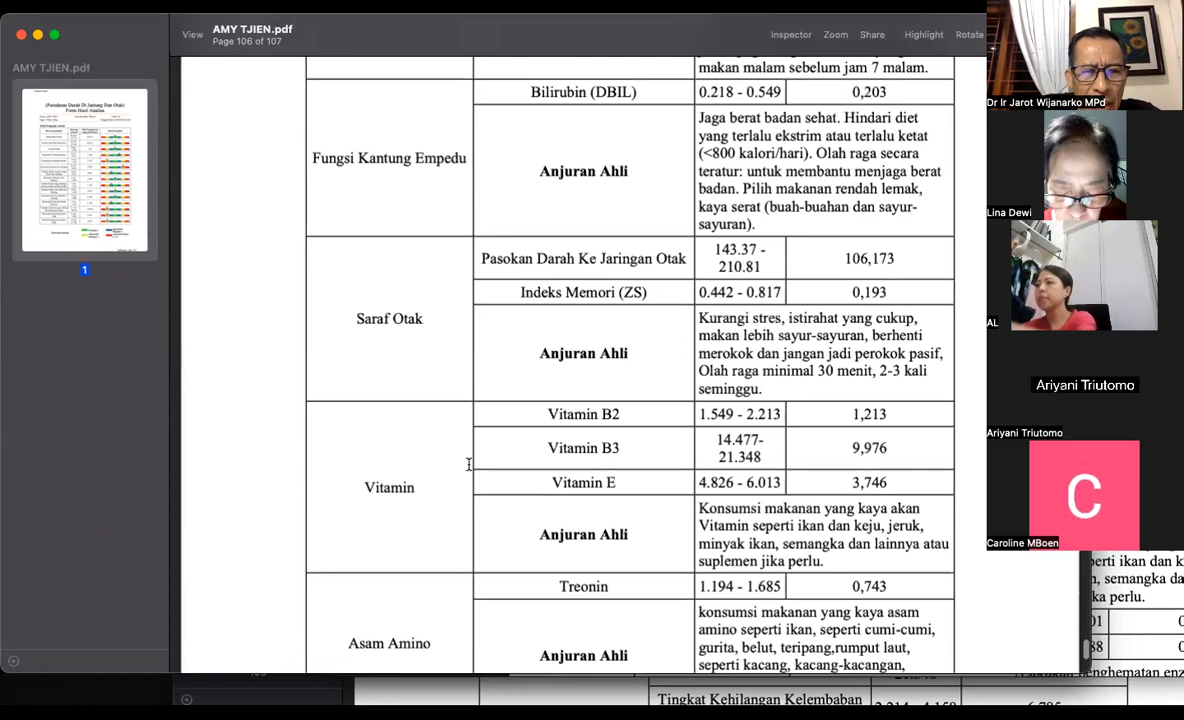 View
AMY TJIEN.pdf
Page 106 of 107
Inspector
Zoom
Share
Highlight
Rotate
AMY TJIEN.pdf
1
makan malam sebelum jam 7 malam.
Fungsi Kantung Empedu
Bilirubin (DBIL)
0.218 - 0.549
0,203
Anjuran Ahli
Jaga berat badan sehat. Hindari diet
yang terlalu ekstrim atau terlalu ketat
(<800 kalori/hari). Olah raga secara
teratur: untuk membantu menjaga berat
badan. Pilih makanan rendah lemak,
kaya serat (buah-buahan dan sayur-
sayuran).
Saraf Otak
Pasokan Darah Ke Jaringan Otak
143.37 -
210.81
106,173
Indeks Memori (ZS)
0.442 - 0.817
0,193
Anjuran Ahli
Kurangi stres, istirahat yang cukup,
makan lebih sayur-sayuran, berhenti
merokok dan jangan jadi perokok pasif,
Olah raga minimal 30 menit, 2-3 kali
seminggu.
Vitamin
Vitamin B2
1.549 - 2.213
1,213
Vitamin B3
14.477-
21.348
9,976
Vitamin E
4.826 - 6.013
3,746
Anjuran Ahli
Konsumsi makanan yang kaya akan
Vitamin seperti ikan dan keju, jeruk,
minyak ikan, semangka dan lainnya atau
suplemen jika perlu.
Asam Amino
Treonin
1.194 - 1.685
0,743
Anjuran Ahli
konsumsi makanan yang kaya asam
amino seperti ikan, seperti cumi-cumi,
gurita, belut, teripang,rumput laut,
seperti kacang, kacang-kacangan,
Tingkat Kehilangan Kelembaban
Dr Ir Jarot Wijanarko MPd
Lina Dewi
AL
Ariyani Triutomo
Ariyani Triutomo
C
Caroline MBoen
perti ikan dan k
n, semangka da
ka perlu.
01
88
penghematan enz